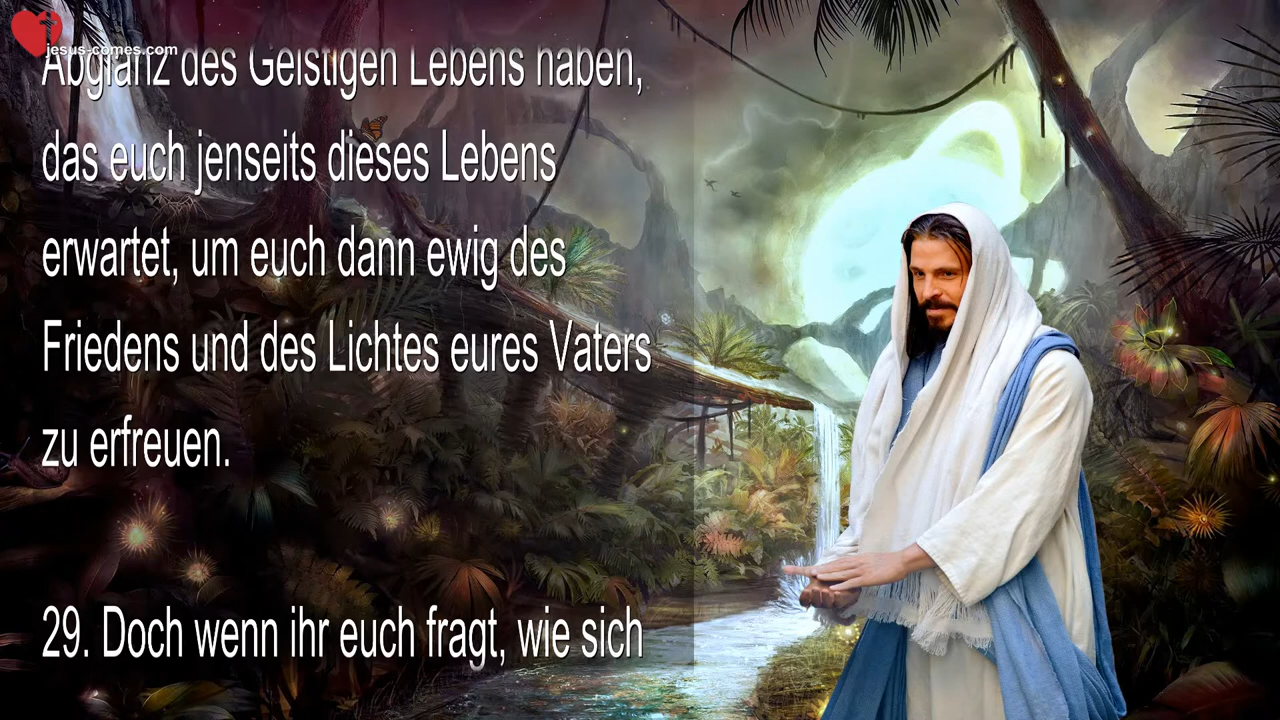 jesus-comes.com
Abglanz des Geistigen Lebens haben,
das euch jenseits dieses Lebens
erwartet, um euch dann ewig des
Friedens und des Lichtes eures Vaters
zu erfreuen.
29. Doch wenn ihr euch fragt, wie sich